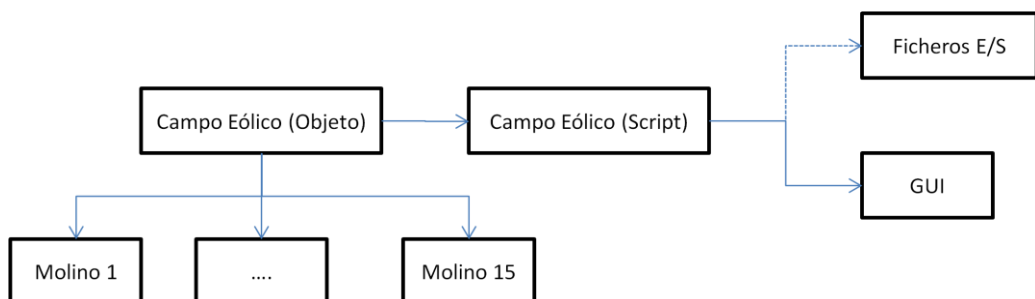 Ficheros E/S
Campo Eólico (Objeto)
Campo Eólico (Script)
GUI
Molino 1
....
Molino 15